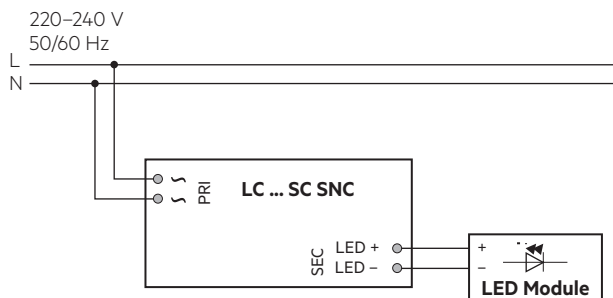 220–240 V
50/60 Hz
L
N
~
~
PRI
LC ... SC SNC
SEC
LED +
LED –
+
–
LED Module